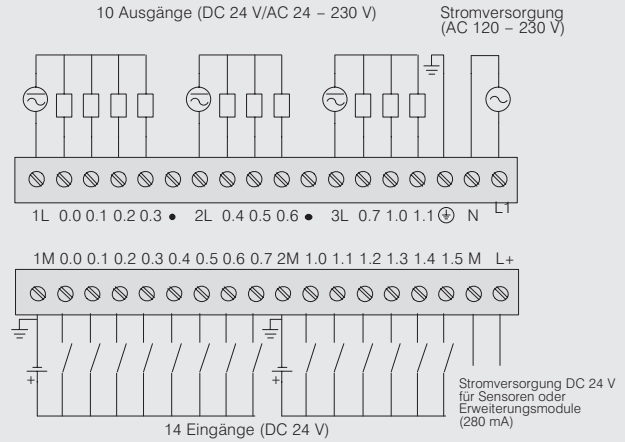 10 Ausgänge (DC 24 V/AC 24 – 230 V)
Stromversorgung
(AC 120 – 230 V)
1L 0.0 0.1 0.2 0.3 • 2L 0.4 0.5 0.6 • 3L 0.7 1.0 1.1 N L1
1M 0.0 0.1 0.2 0.3 0.4 0.5 0.6 0.7 2M 1.0 1.1 1.2 1.3 1.4 1.5 M L+
+
+
Stromversorgung DC 24 V
für Sensoren oder
Erweiterungsmodule
(280 mA)
14 Eingänge (DC 24 V)